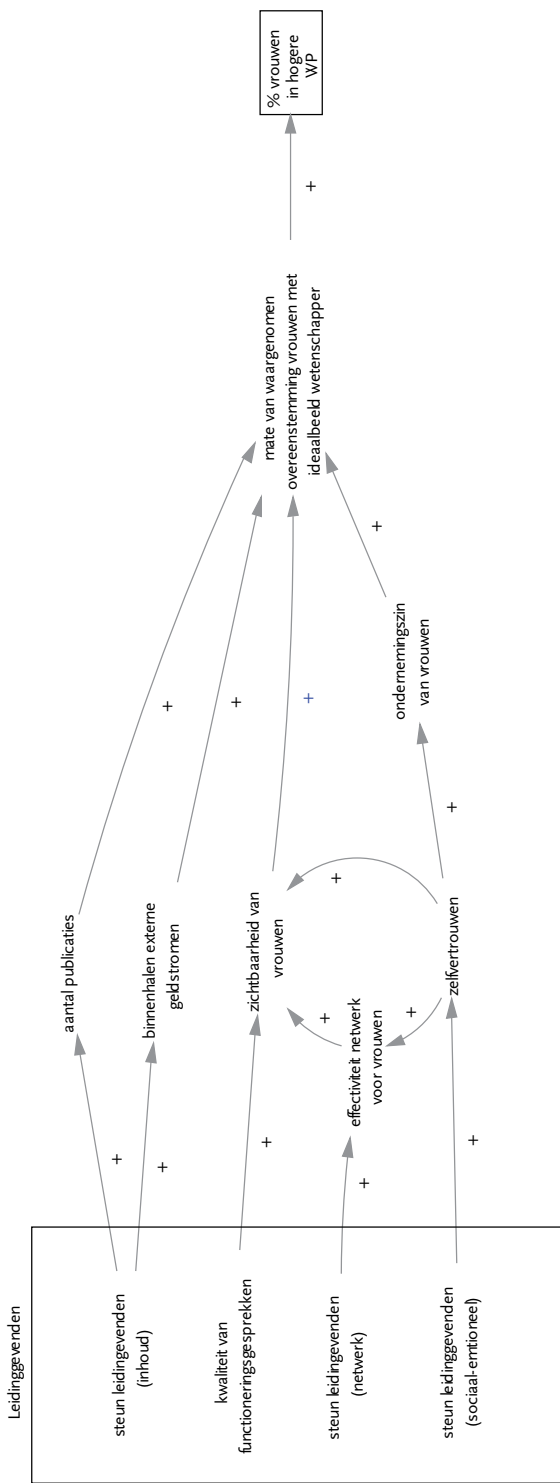 Leidinggevenden
steun leidingevenden
(inhoud)
kwaliteit van
functioneringsgesprekken
steun leidingevenden
(netwerk)
steun leidinggevenden
(sociaal-emtioneel)
+
+
+
+
+
aantal publicaties
binnenhalen externe
geldstromen
zichtbaarheid van
vrouwen
effectiviteit netwerk
voor vrouwen
zelfvertrouwen
+
+
+
+
+
+
+
ondernemingszin
van vrouwen
+
mate van waargenomen
overeenstemming vrouwen met
ideaalbeeld wetenschapper
+
% vrouwen
in hogere
WP